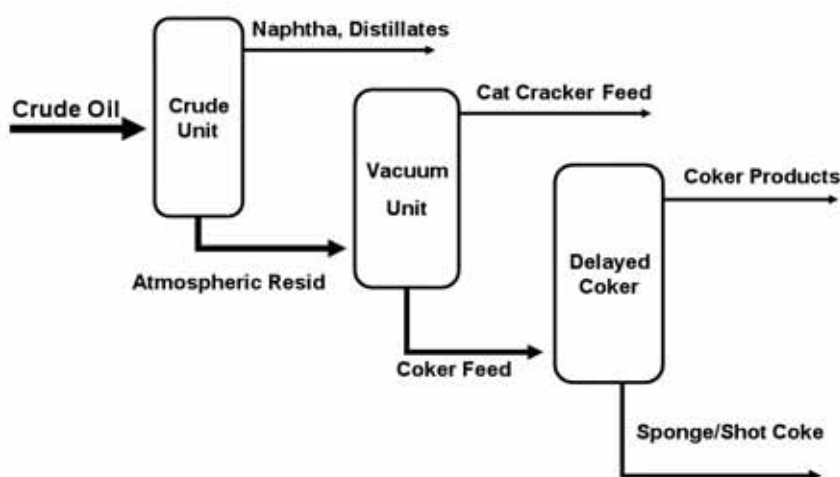 Naphtha, Distillates
Crude Oil
Crude
Unit
Cat Cracker Feed
Vacuum
Unit
Coker Products
Atmospheric Resid
Delayed
Coker
Coker Feed
Sponge/Shot Coke